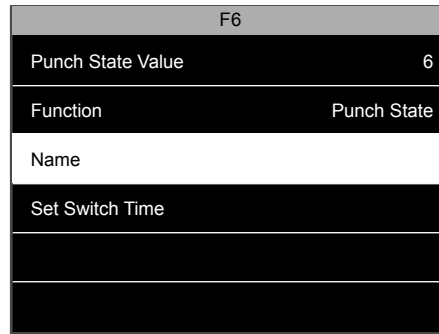 F6
Punch State Value 6
Function Punch State
Name
Set Switch Time